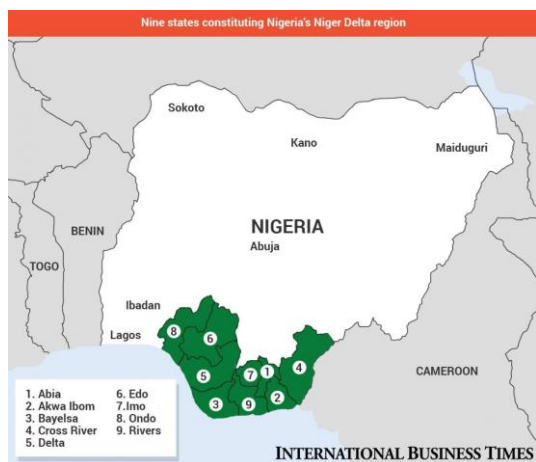 Nine states constituting Nigeria's Niger Delta region
Sokoto
Kano
Maiduguri
NIGERIA
Abuja
BENIN
TOGO
Ibadan
Lagos
8
6
5
7
1
4
3
9
2
CAMEROON
1. Abia
2. Akwa Ibom
3. Bayelsa
4. Cross River
5. Delta
6. Edo
7.Imo
8. Ondo
9. Rivers
INTERNATIONAL BUSINESS TIMES